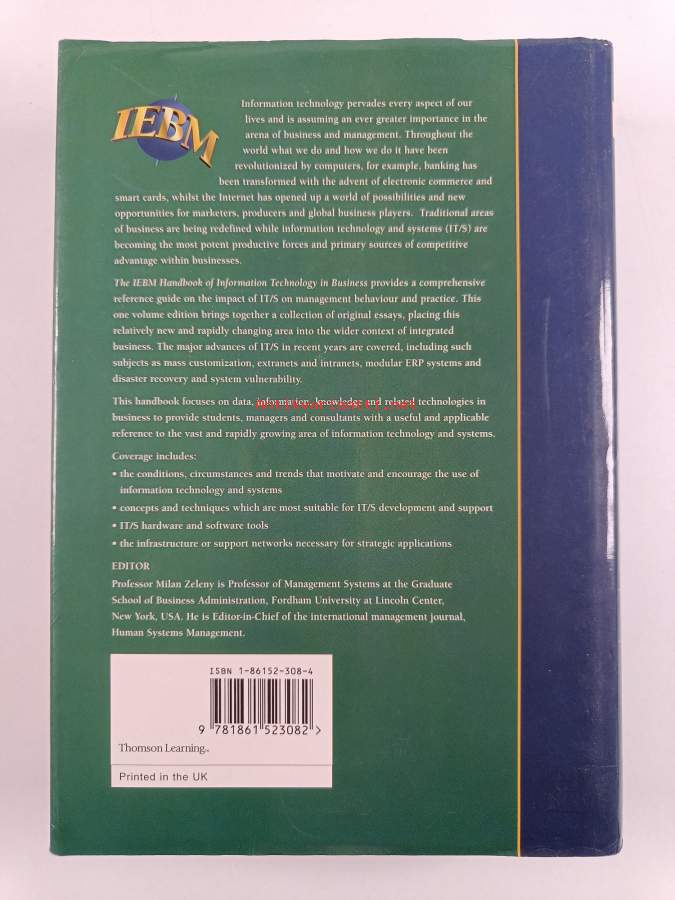 IEBM
Information technology pervades every aspect of our
lives and is assuming an ever greater importance in the
arena of business and management. Throughout the
world what we do and how we do it have been
revolutionized by computers, for example, banking has
been transformed with the advent of electronic commerce and
smart cards, whilst the Internet has opened up a world of possibilities and new
opportunities for marketers, producers and global business players. Traditional areas
of business are being redefined while information technology and systems (IT/S) are
becoming the most potent productive forces and primary sources of competitive
advantage within businesses.
The IEBM Handbook of Information Technology in Business provides a comprehensive
reference guide on the impact of IT/S on management behaviour and practice. This
one volume edition brings together a collection of original essays, placing this
relatively new and rapidly changing area into the wider context of integrated
business. The major advances of IT/S in recent years are covered, including such
subjects as mass customization, extranets and intranets, modular ERP systems and
disaster recovery and system vulnerability.
This handbook focuses on data, information, knowledge and related technologies in
business to provide students, managers and consultants with a useful and applicable
reference to the vast and rapidly growing area of information technology and systems.
Coverage includes:
• the conditions, circumstances and trends that motivate and encourage the use of
information technology and systems
• concepts and techniques which are most suitable for IT/S development and support
• IT/S hardware and software tools
• the infrastructure or support networks necessary for strategic applications
EDITOR
Professor Milan Zeleny is Professor of Management Systems at the Graduate
School of Business Administration, Fordham University at Lincoln Center,
New York, USA. He is Editor-in-Chief of the international management journal,
Human Systems Management.
ISBN 1-86152-308-4
9 781861 523082 >
Thomson Learning™
Printed in the UK